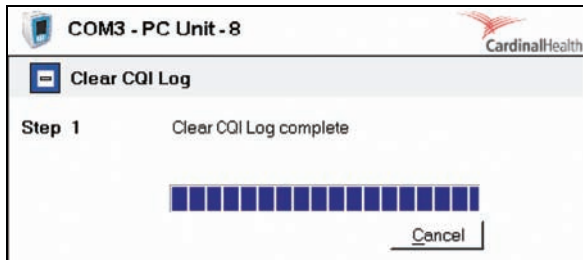 COM3 - PC Unit - 8
CardinalHealth
Clear CQI Log
Step 1 Clear CQI Log complete
Cancel